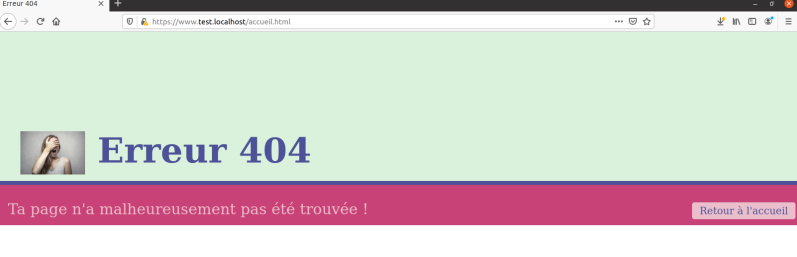 Erreur 404
https://www.test.localhost/accueil.html
Erreur 404
Ta page n'a malheureusement pas été trouvée !
Retour à l'accueil